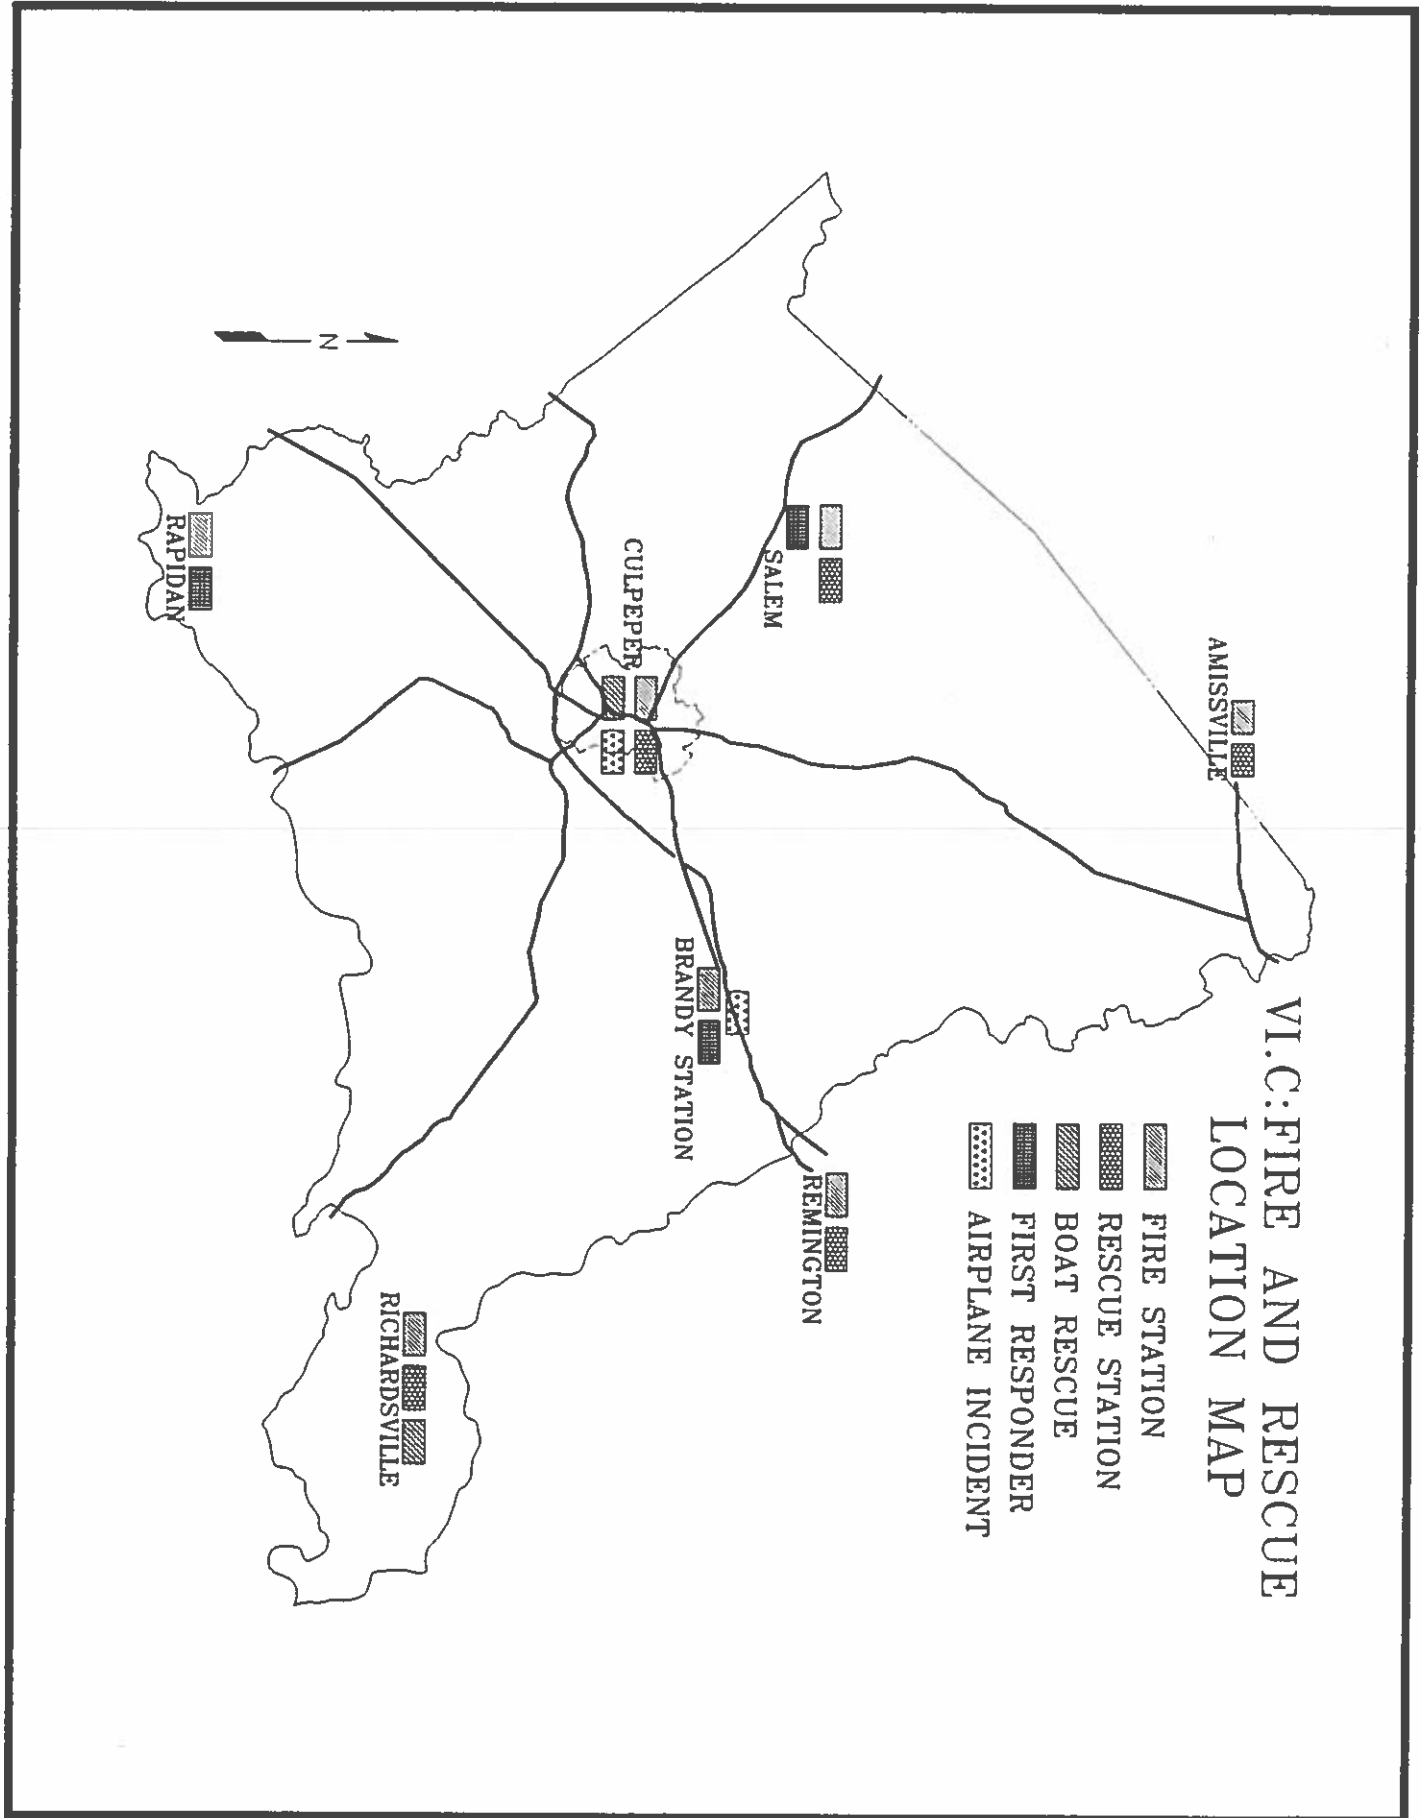 VI.C:FIRE AND RESCUE
LOCATION MAP
FIRE STATION
RESCUE STATION
BOAT RESCUE
FIRST RESPONDER
AIRPLANE INCIDENT
AMISSVILLE
SALEM
CULPEPER
BRANDY STATION
REMINGTON
RAPIDAN
RICHARDSVILLE
N